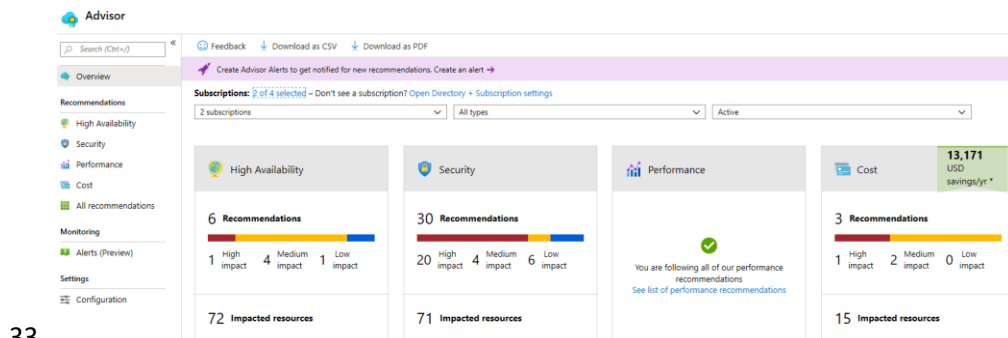 Advisor
Search (Ctrl+/)
«
Overview
Recommendations
High Availability
Security
Performance
Cost
All recommendations
Monitoring
Alerts (Preview)
Settings
Configuration
Feedback Download as CSV Download as PDF
Create Advisor Alerts to get notified for new recommendations. Create an alert →
Subscriptions: 2 of 4 selected – Don't see a subscription? Open Directory + Subscription settings
2 subscriptions All types Active
High Availability
6 Recommendations
1 High impact 4 Medium impact 1 Low impact
72 Impacted resources
Security
30 Recommendations
20 High impact 4 Medium impact 6 Low impact
71 Impacted resources
Performance
You are following all of our performance
recommendations
See list of performance recommendations
Cost
13,171
USD
savings/yr *
3 Recommendations
1 High impact 2 Medium impact 0 Low impact
15 Impacted resources
33